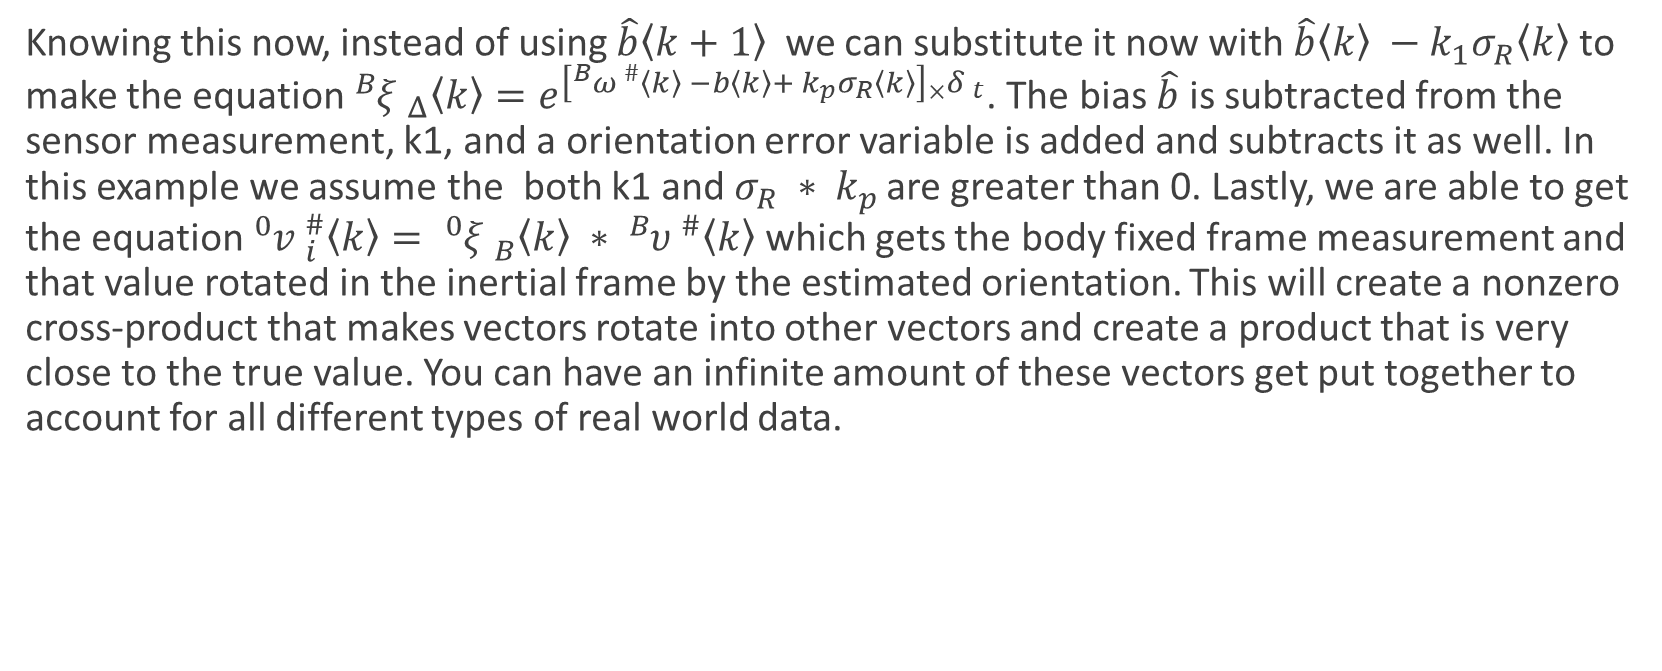 Knowing this now, instead of using b̂⟨k + 1⟩ we can substitute it now with b̂⟨k⟩ − k₁σ_R⟨k⟩ to
make the equation ᴮξ_Δ⟨k⟩ = e^{[ᴮω^#⟨k⟩ −b⟨k⟩+ k_pσ_R⟨k⟩]_×δ_t}. The bias b̂ is subtracted from the
sensor measurement, k1, and a orientation error variable is added and subtracts it as well. In
this example we assume the both k1 and σ_R * k_p are greater than 0. Lastly, we are able to get
the equation ⁰v_i^#⟨k⟩ = ⁰ξ_B⟨k⟩ * ᴮυ^#⟨k⟩ which gets the body fixed frame measurement and
that value rotated in the inertial frame by the estimated orientation. This will create a nonzero
cross-product that makes vectors rotate into other vectors and create a product that is very
close to the true value. You can have an infinite amount of these vectors get put together to
account for all different types of real world data.